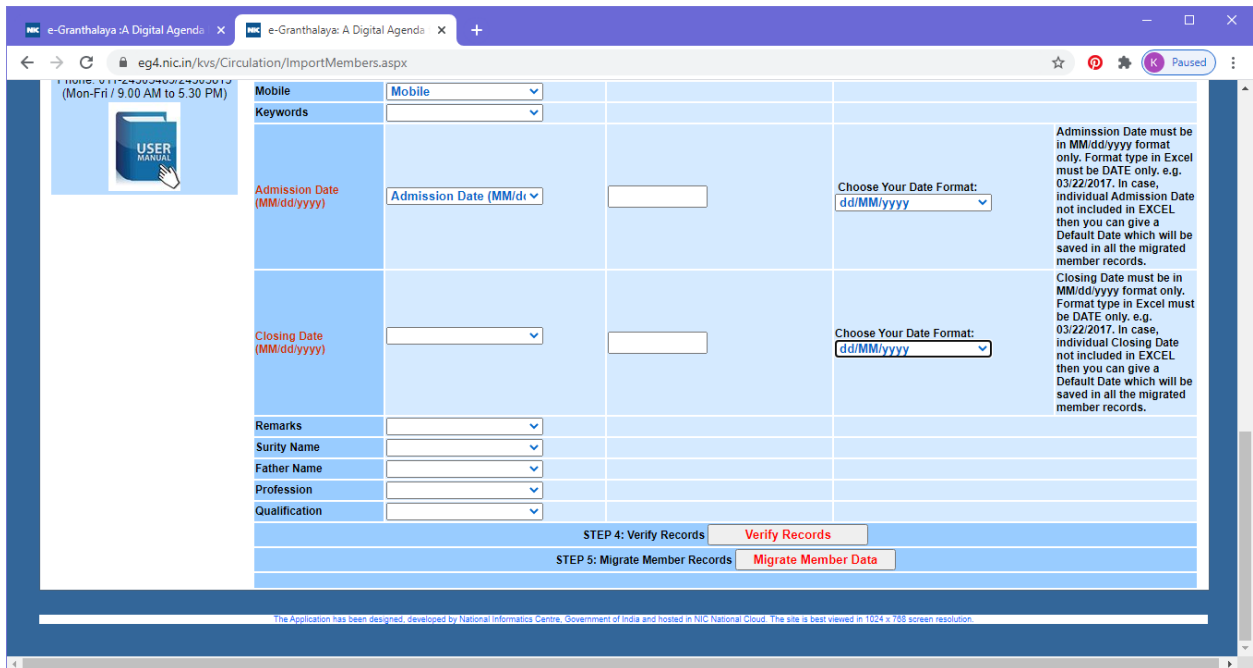 NIC e-Granthalaya :A Digital Agenda
NIC e-Granthalaya: A Digital Agenda
eg4.nic.in/kvs/Circulation/ImportMembers.aspx
K Paused
(Mon-Fri / 9.00 AM to 5.30 PM)
USER
MANUAL
Mobile Mobile
Keywords
Admission Date
(MM/dd/yyyy)
Admission Date (MM/d
Choose Your Date Format:
dd/MM/yyyy
Adminssion Date must be
in MM/dd/yyyy format
only. Format type in Excel
must be DATE only. e.g.
03/22/2017. In case,
individual Admission Date
not included in EXCEL
then you can give a
Default Date which will be
saved in all the migrated
member records.
Closing Date
(MM/dd/yyyy)
Choose Your Date Format:
dd/MM/yyyy
Closing Date must be in
MM/dd/yyyy format only.
Format type in Excel must
be DATE only. e.g.
03/22/2017. In case,
individual Closing Date
not included in EXCEL
then you can give a
Default Date which will be
saved in all the migrated
member records.
Remarks
Surity Name
Father Name
Profession
Qualification
STEP 4: Verify Records Verify Records
STEP 5: Migrate Member Records Migrate Member Data
The Application has been designed, developed by National Informatics Centre, Government of India and hosted in NIC National Cloud. The site is best viewed in 1024 x 768 screen resolution.